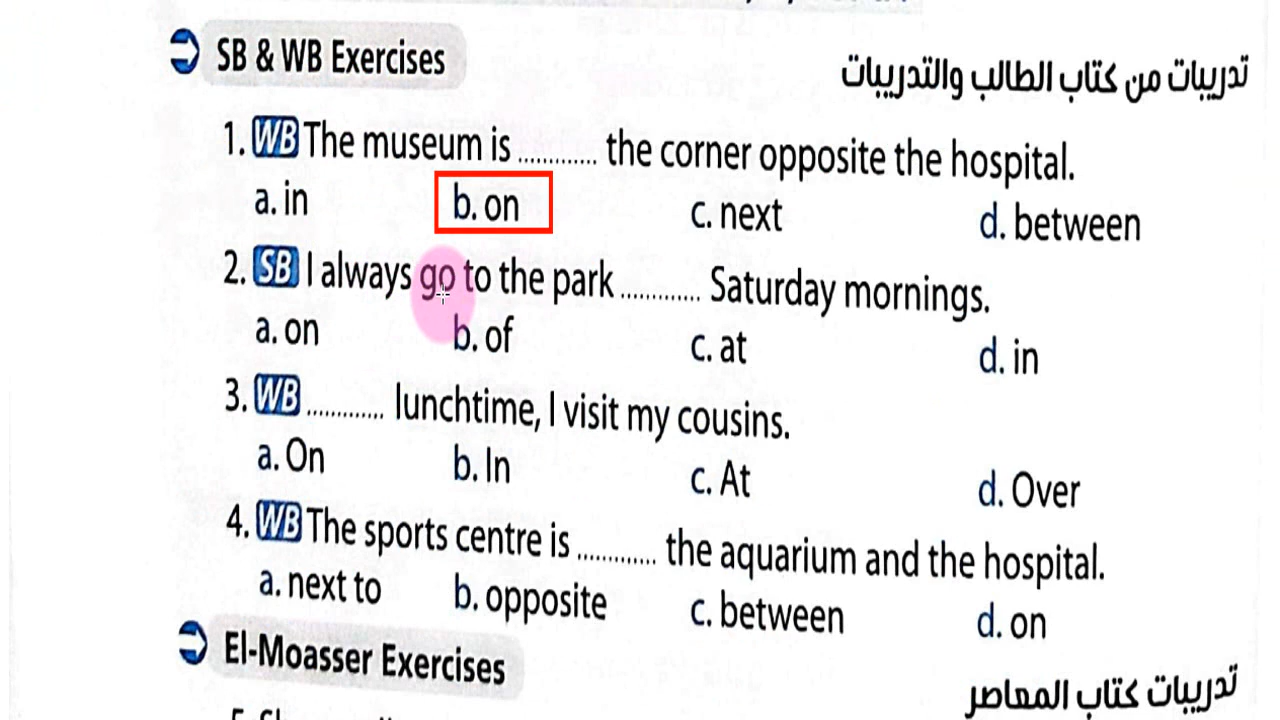 SB & WB Exercises
تدريبات من كتاب الطالب والتدريبات
1. WB The museum is ............. the corner opposite the hospital.
a. in b. on c. next d. between
2. SB I always go to the park ............. Saturday mornings.
a. on b. of c. at d. in
3. WB ............. lunchtime, I visit my cousins.
a. On b. In c. At d. Over
4. WB The sports centre is ............. the aquarium and the hospital.
a. next to b. opposite c. between d. on
El-Moasser Exercises
تدريبات كتاب المعاصر